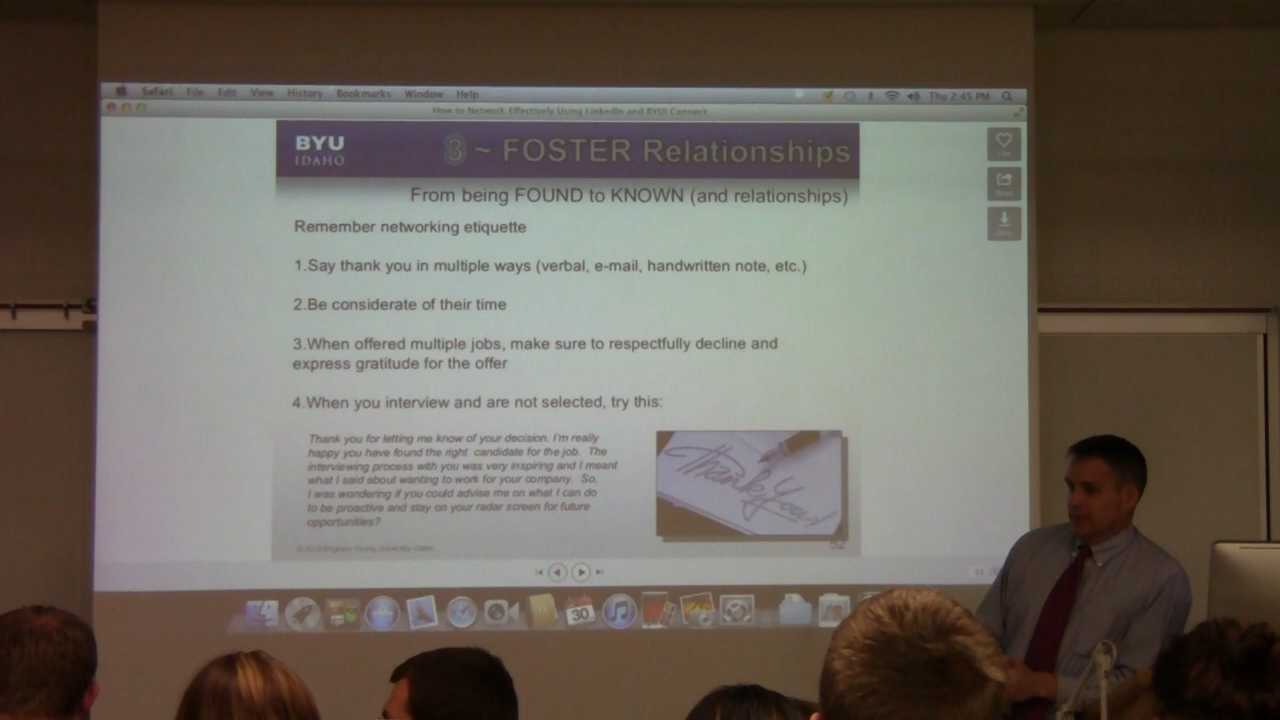 Safari File Edit View History Bookmarks Window Help Thu 2:45 PM
How to Network Effectively Using LinkedIn and BYUI Connect
BYU
IDAHO
3 ~ FOSTER Relationships
From being FOUND to KNOWN (and relationships)
Remember networking etiquette
1.Say thank you in multiple ways (verbal, e-mail, handwritten note, etc.)
2.Be considerate of their time
3.When offered multiple jobs, make sure to respectfully decline and
express gratitude for the offer
4.When you interview and are not selected, try this:
Thank you for letting me know of your decision. I'm really
happy you have found the right candidate for the job. The
interviewing process with you was very inspiring and I meant
what I said about wanting to work for your company. So,
I was wondering if you could advise me on what I can do
to be proactive and stay on your radar screen for future
opportunities?
Thank You!
Brigham Young University-Idaho
52
30